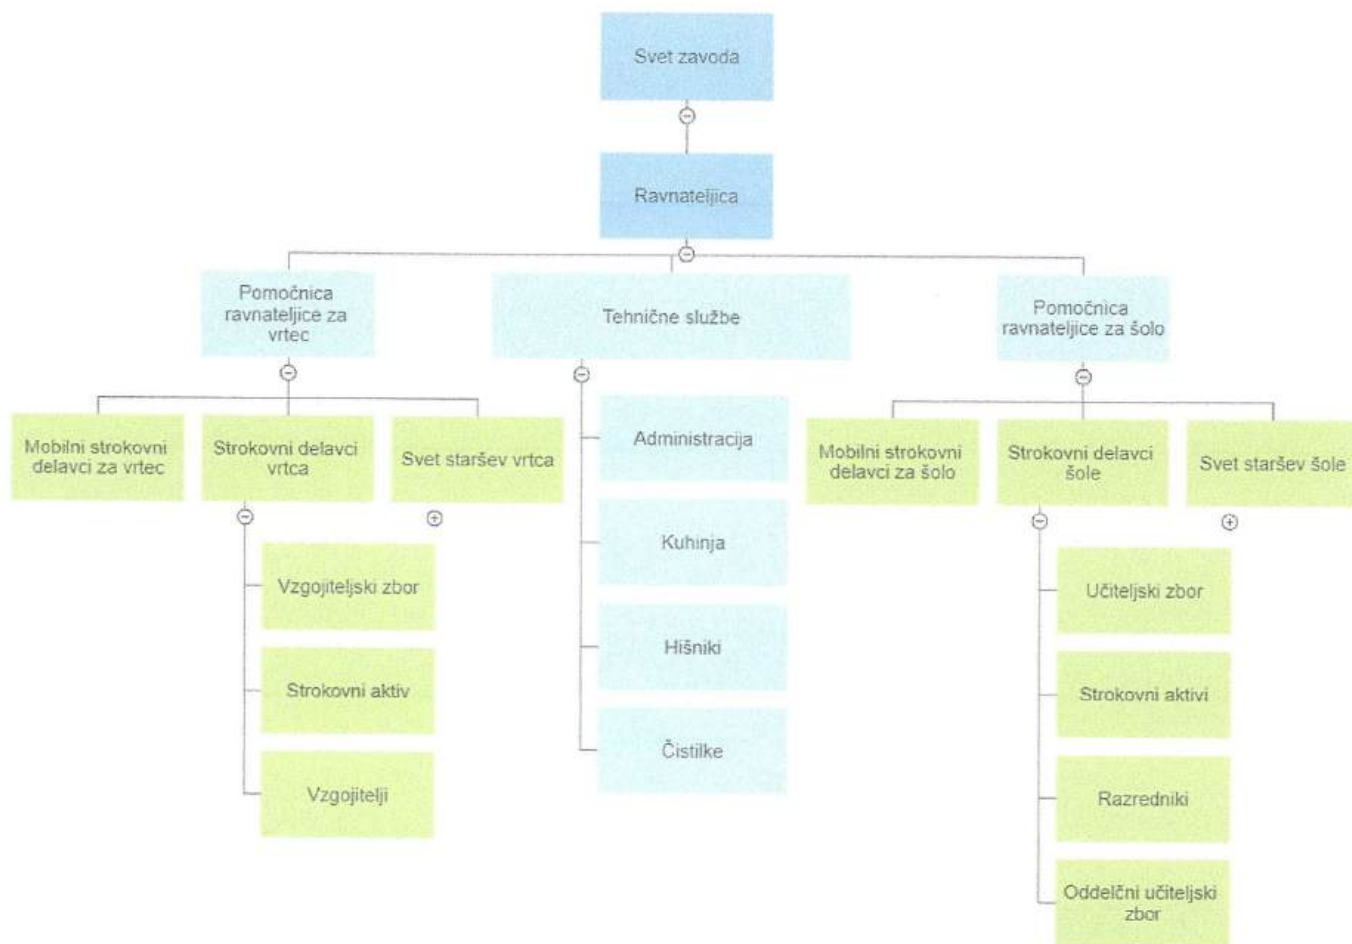 Svet zavoda
Ravnateljica
Pomočnica
ravnateljice za
vrtec
Tehnične službe
Pomočnica
ravnateljice za šolo
Mobilni strokovni
delavci za vrtec
Strokovni delavci
vrtca
Svet staršev vrtca
Administracija
Mobilni strokovni
delavci za šolo
Strokovni delavci
šole
Svet staršev šole
Vzgojiteljski zbor
Kuhinja
Učiteljski zbor
Strokovni aktiv
Hišniki
Strokovni aktivi
Vzgojitelji
Čistilke
Razredniki
Oddelčni učiteljski
zbor